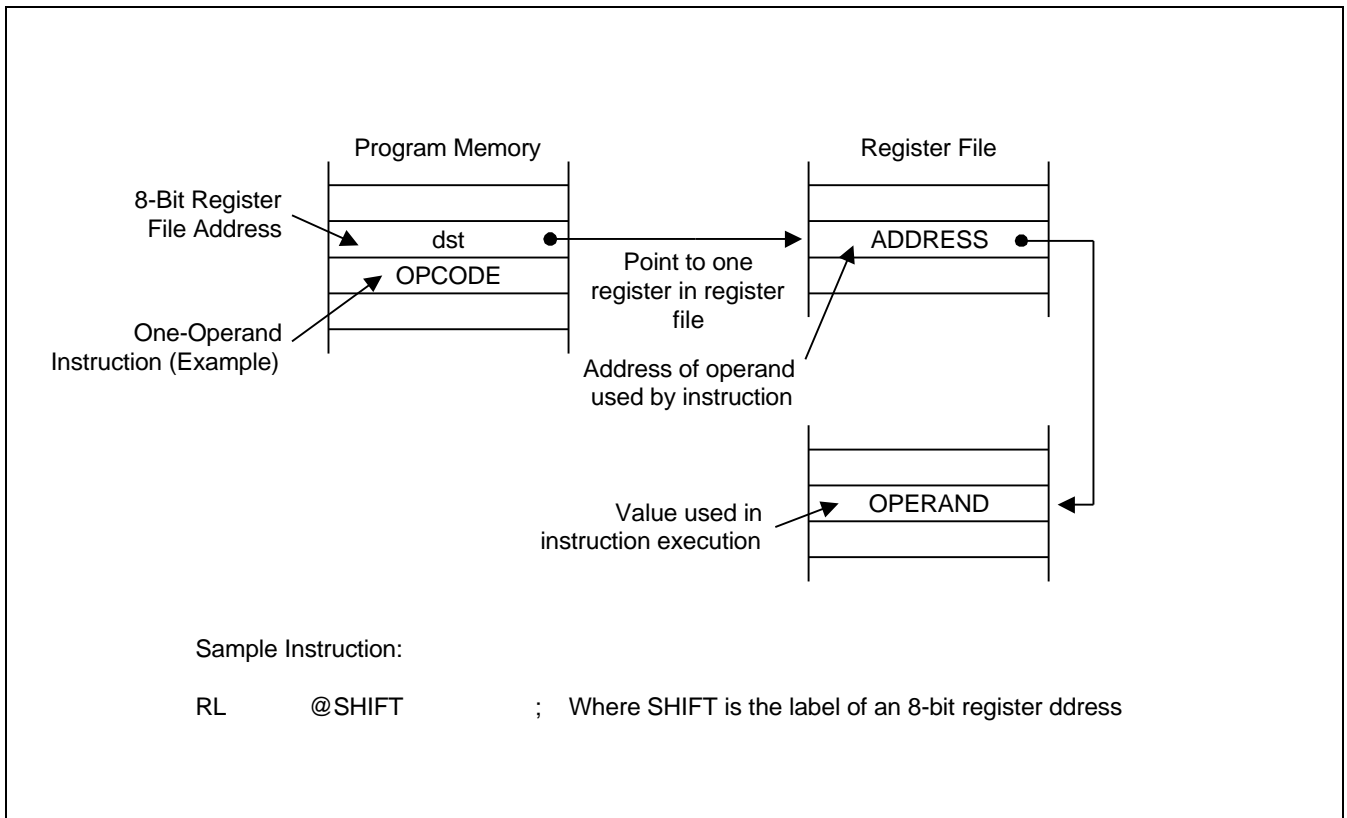 Program Memory
Register File
8-Bit Register
File Address
dst
OPCODE
One-Operand
Instruction (Example)
Point to one
register in register
file
ADDRESS
Address of operand
used by instruction
OPERAND
Value used in
instruction execution
Sample Instruction:
RL @SHIFT ; Where SHIFT is the label of an 8-bit register ddress